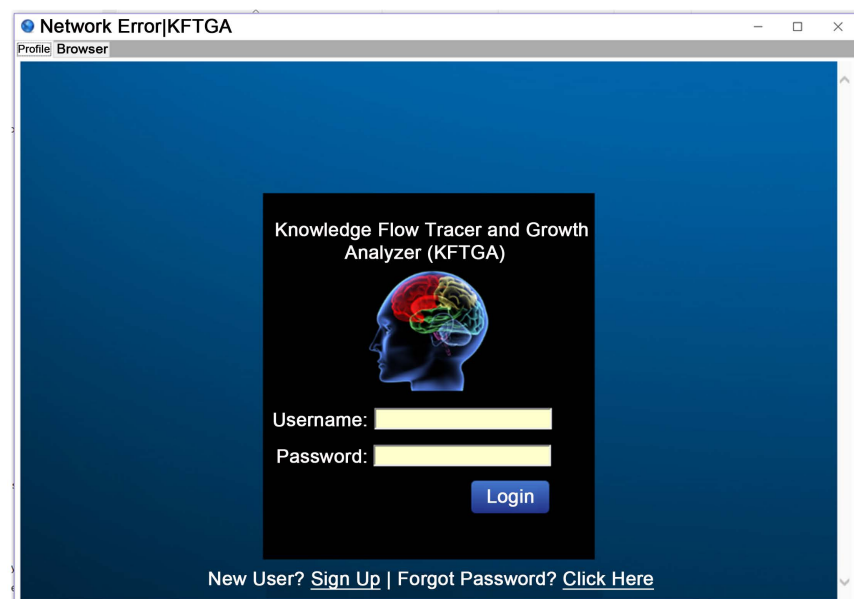 Network Error|KFTGA
Profile Browser
Knowledge Flow Tracer and Growth
Analyzer (KFTGA)
Username:
Password:
Login
New User? Sign Up | Forgot Password? Click Here